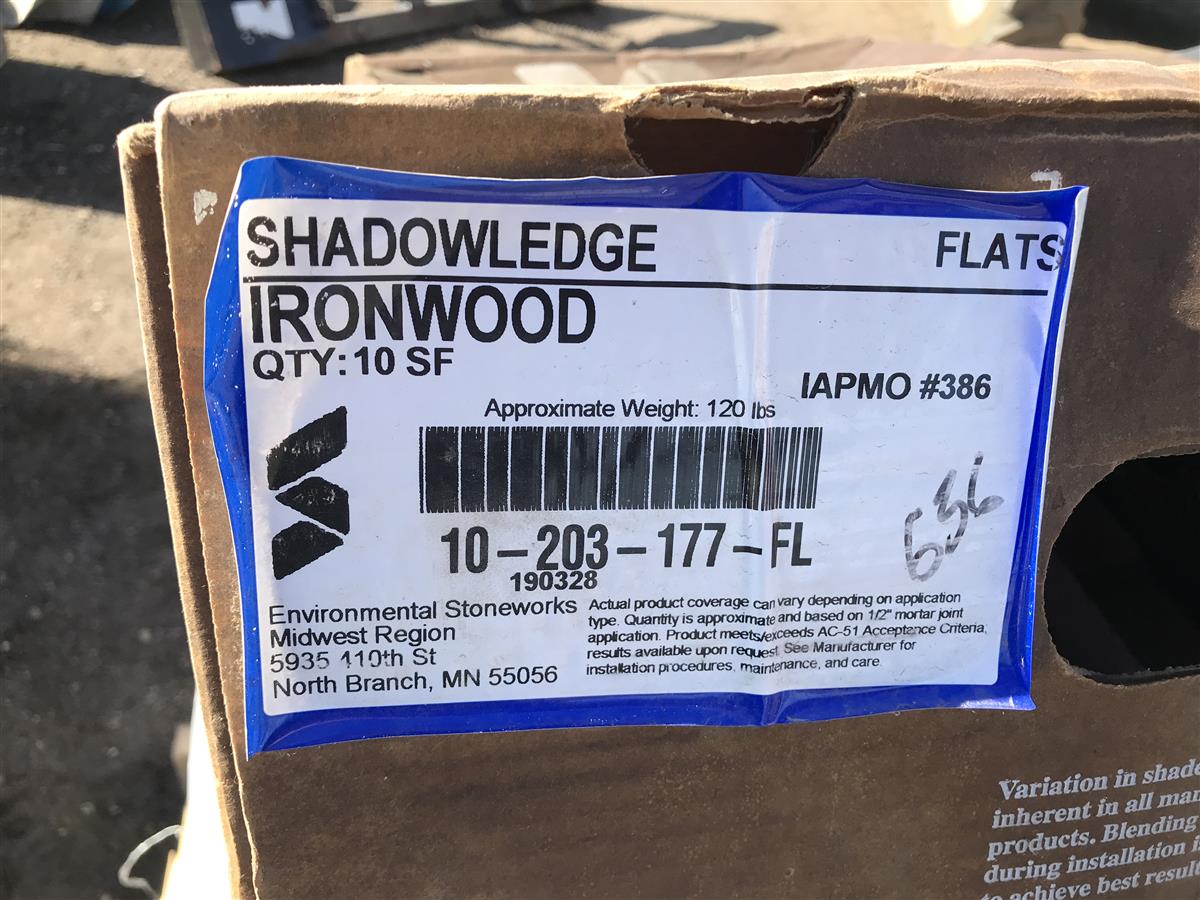 SHADOWLEDGE FLATS
IRONWOOD
QTY: 10 SF
IAPMO #386
Approximate Weight: 120 lbs
10-203-177-FL
190328
636
Environmental Stoneworks
Midwest Region
5935 410th St
North Branch, MN 55056
Actual product coverage can vary depending on application
type. Quantity is approximate and based on 1/2" mortar joint
application. Product meets/exceeds AC-51 Acceptance Criteria,
results available upon request. See Manufacturer for
installation procedures, maintenance, and care.
Variation in shade
inherent in all
products. Blending
during installation
to achieve best